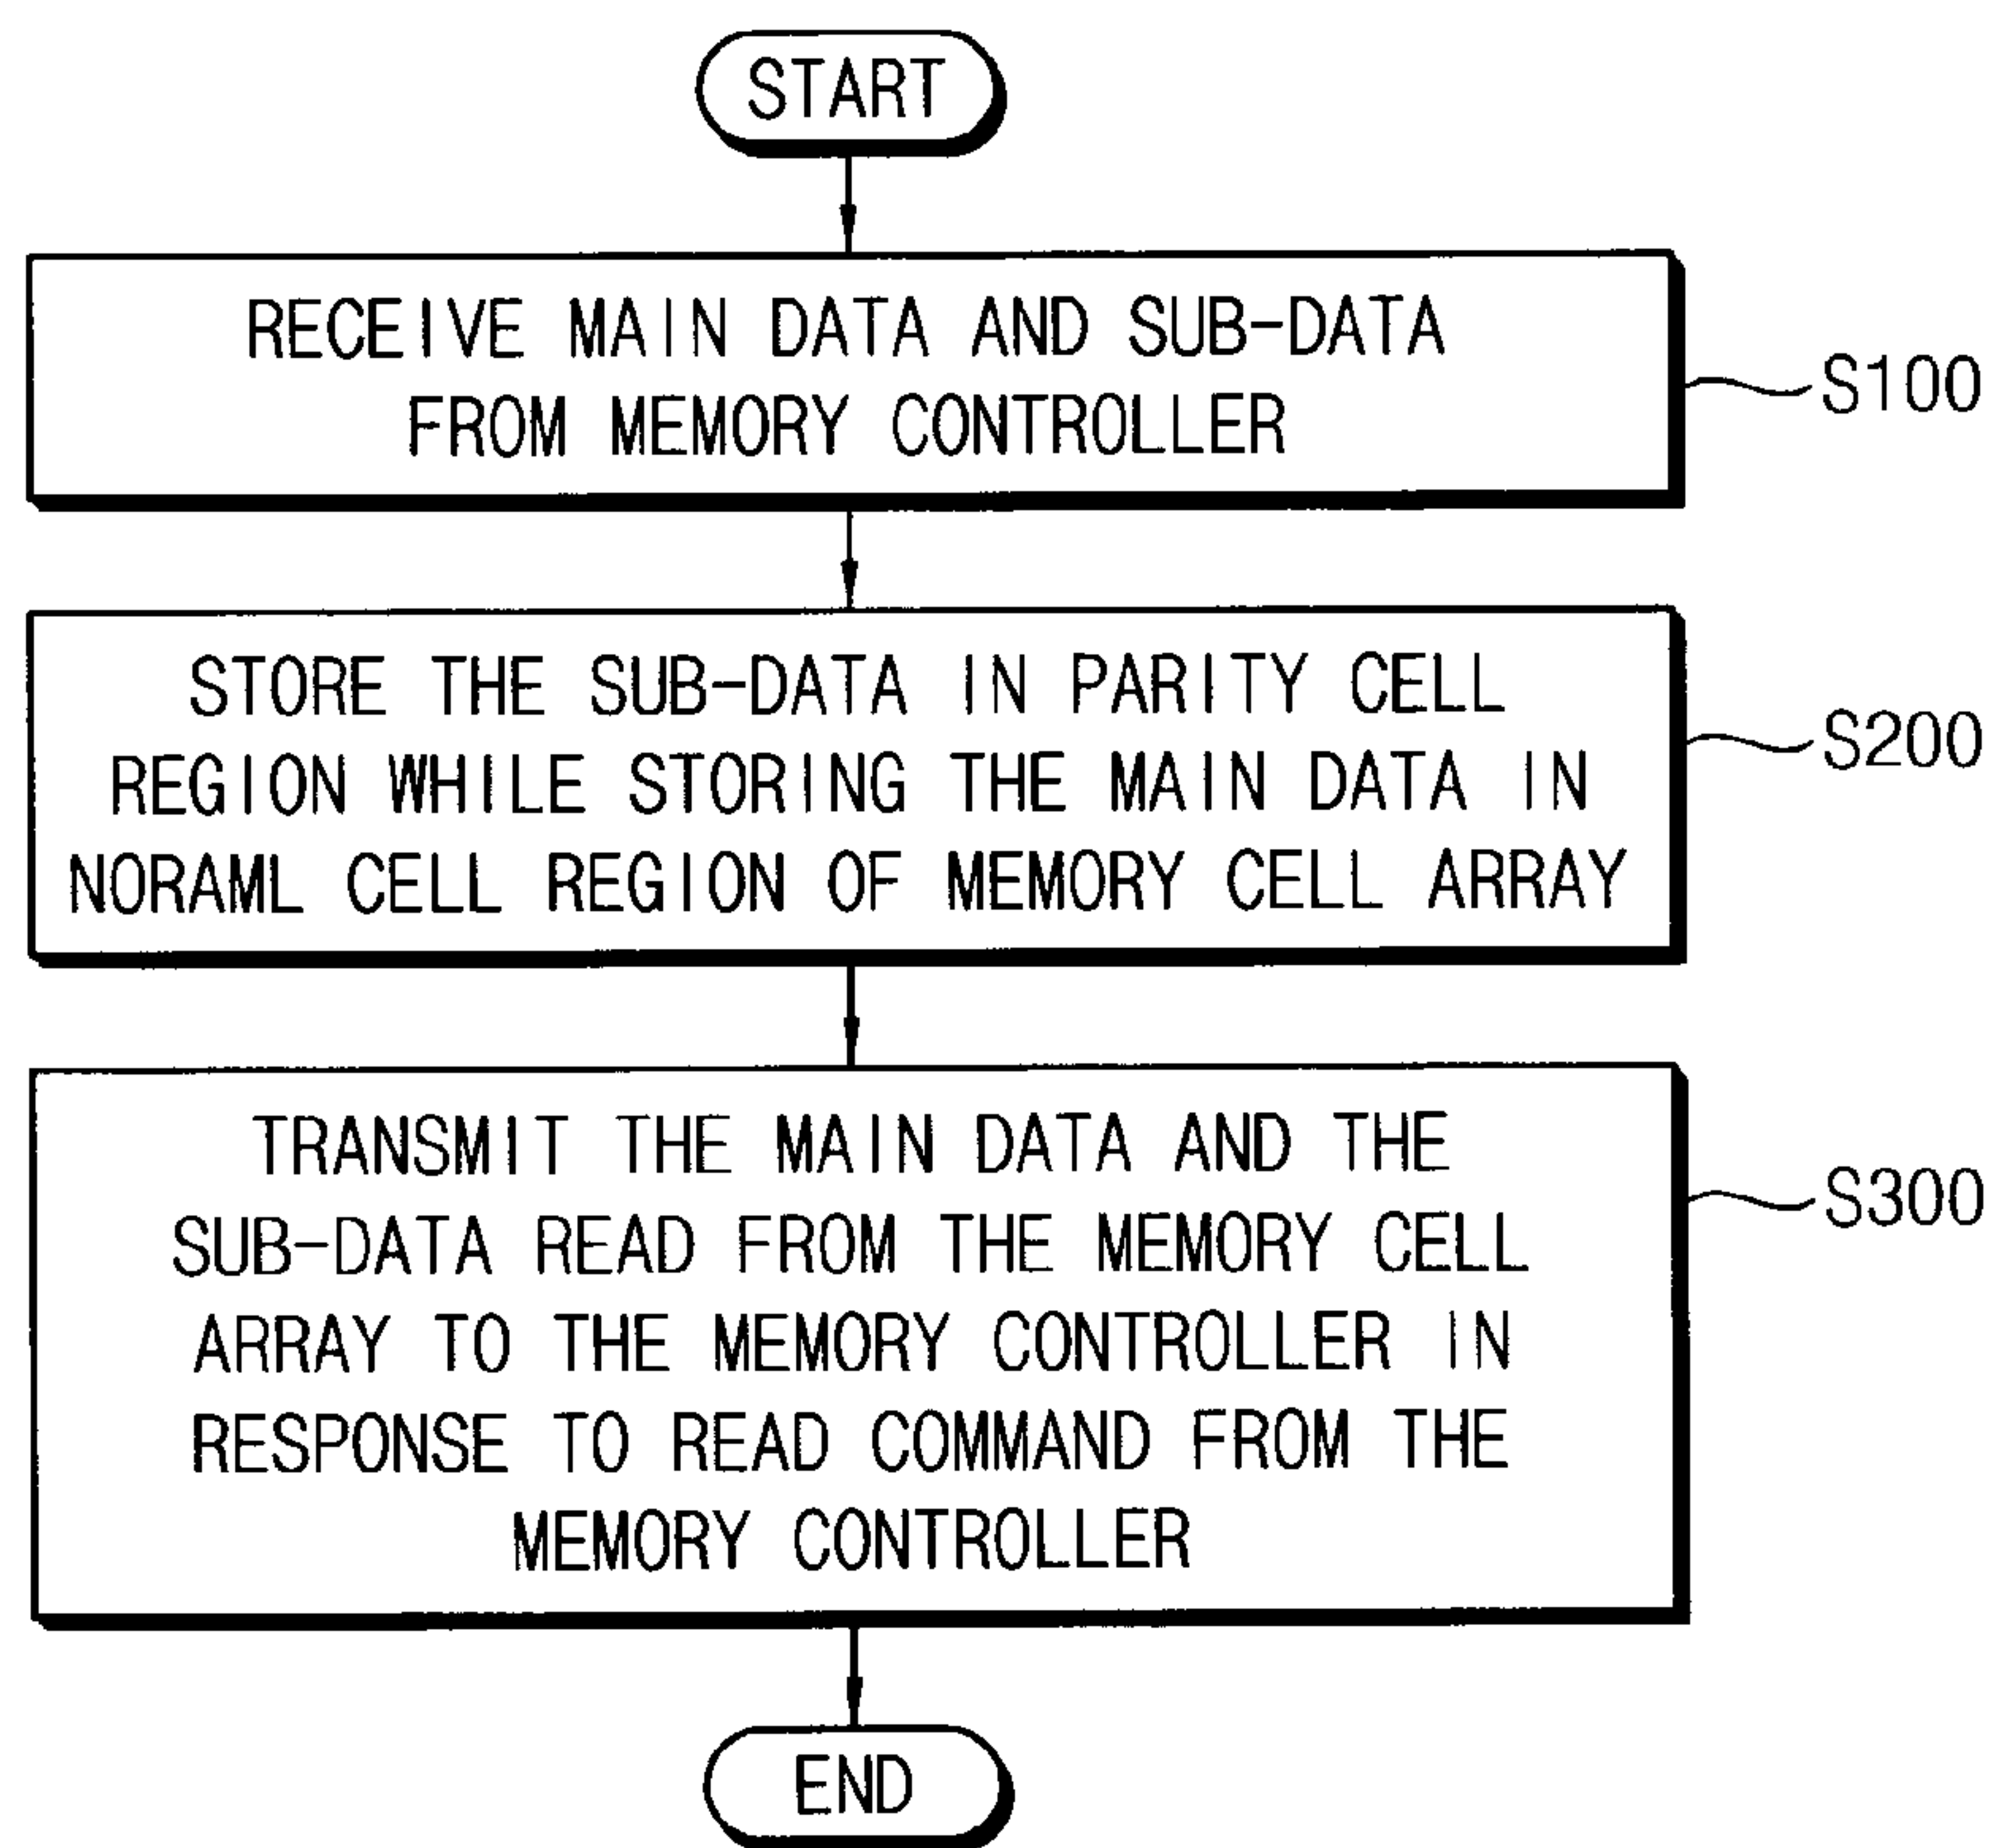 START
RECEIVE MAIN DATA AND SUB-DATA
FROM MEMORY CONTROLLER
S100
STORE THE SUB-DATA IN PARITY CELL
REGION WHILE STORING THE MAIN DATA IN
NORAML CELL REGION OF MEMORY CELL ARRAY
S200
TRANSMIT THE MAIN DATA AND THE
SUB-DATA READ FROM THE MEMORY CELL
ARRAY TO THE MEMORY CONTROLLER IN
RESPONSE TO READ COMMAND FROM THE
MEMORY CONTROLLER
S300
END